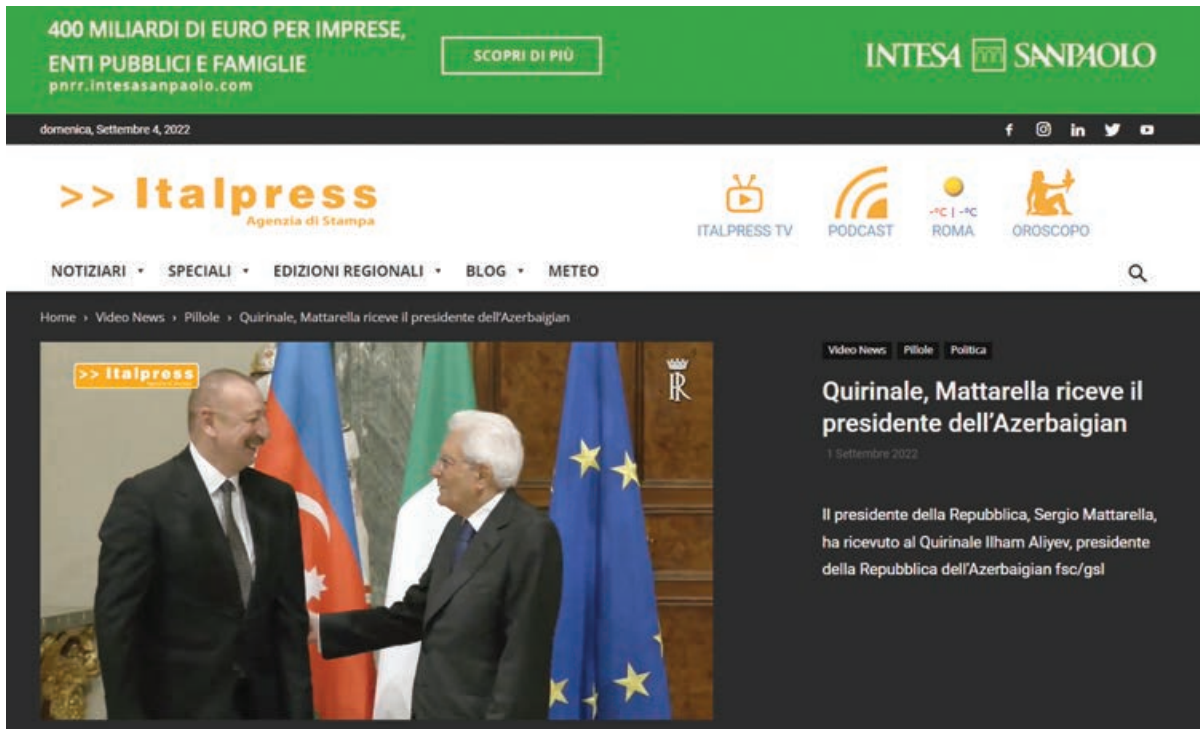 400 MILIARDI DI EURO PER IMPRESE,
ENTI PUBBLICI E FAMIGLIE
pnrr.intesasanpaolo.com
SCOPRI DI PIÙ
INTESA SANPAOLO
domenica, Settembre 4, 2022
>> Italpress
Agenzia di Stampa
ITALPRESS TV
PODCAST
-°C | -°C
ROMA
OROSCOPO
NOTIZIARI SPECIALI EDIZIONI REGIONALI BLOG METEO
Home › Video News › Pillole › Quirinale, Mattarella riceve il presidente dell'Azerbaigian
>> Italpress
Video News Pillole Politica
Quirinale, Mattarella riceve il
presidente dell'Azerbaigian
1 Settembre 2022
Il presidente della Repubblica, Sergio Mattarella,
ha ricevuto al Quirinale Ilham Aliyev, presidente
della Repubblica dell'Azerbaigian fsc/gsl